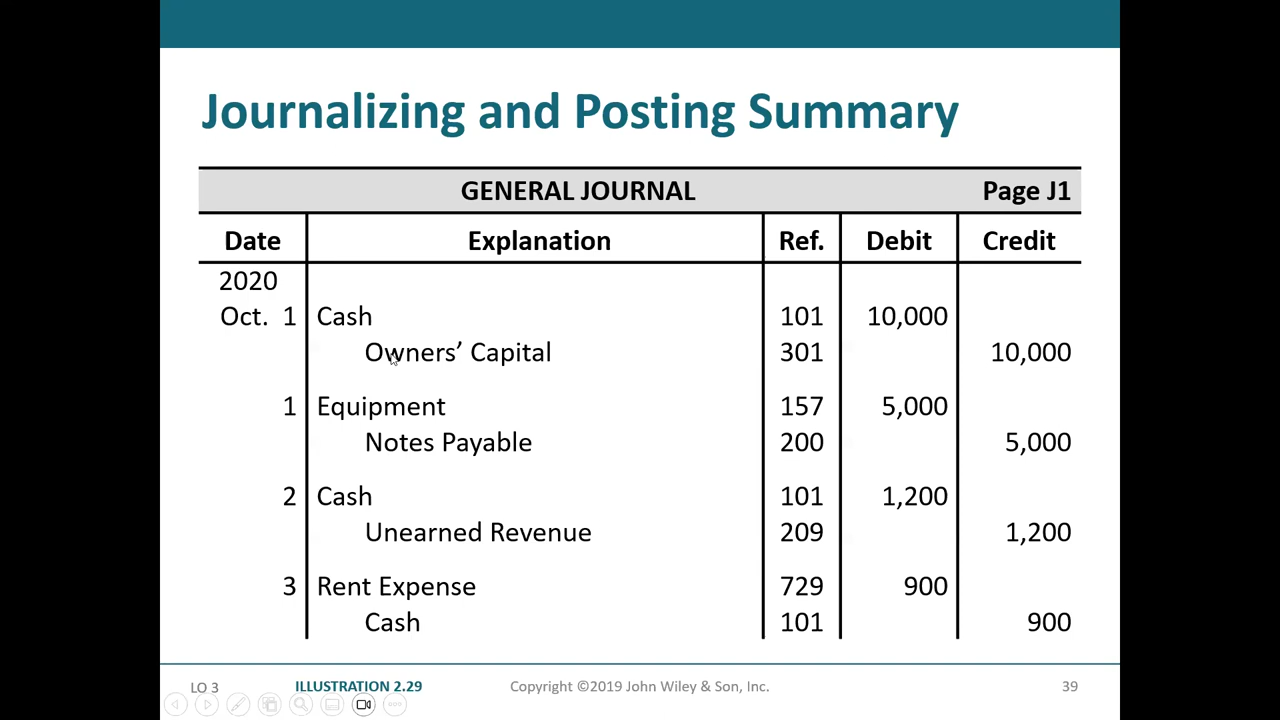 Journalizing and Posting Summary
GENERAL JOURNAL Page J1
Date Explanation Ref. Debit Credit
2020
Oct. 1 Cash 101 10,000
Owners’ Capital 301 10,000
1 Equipment 157 5,000
Notes Payable 200 5,000
2 Cash 101 1,200
Unearned Revenue 209 1,200
3 Rent Expense 729 900
Cash 101 900
LO 3 ILLUSTRATION 2.29 Copyright ©2019 John Wiley & Son, Inc. 39